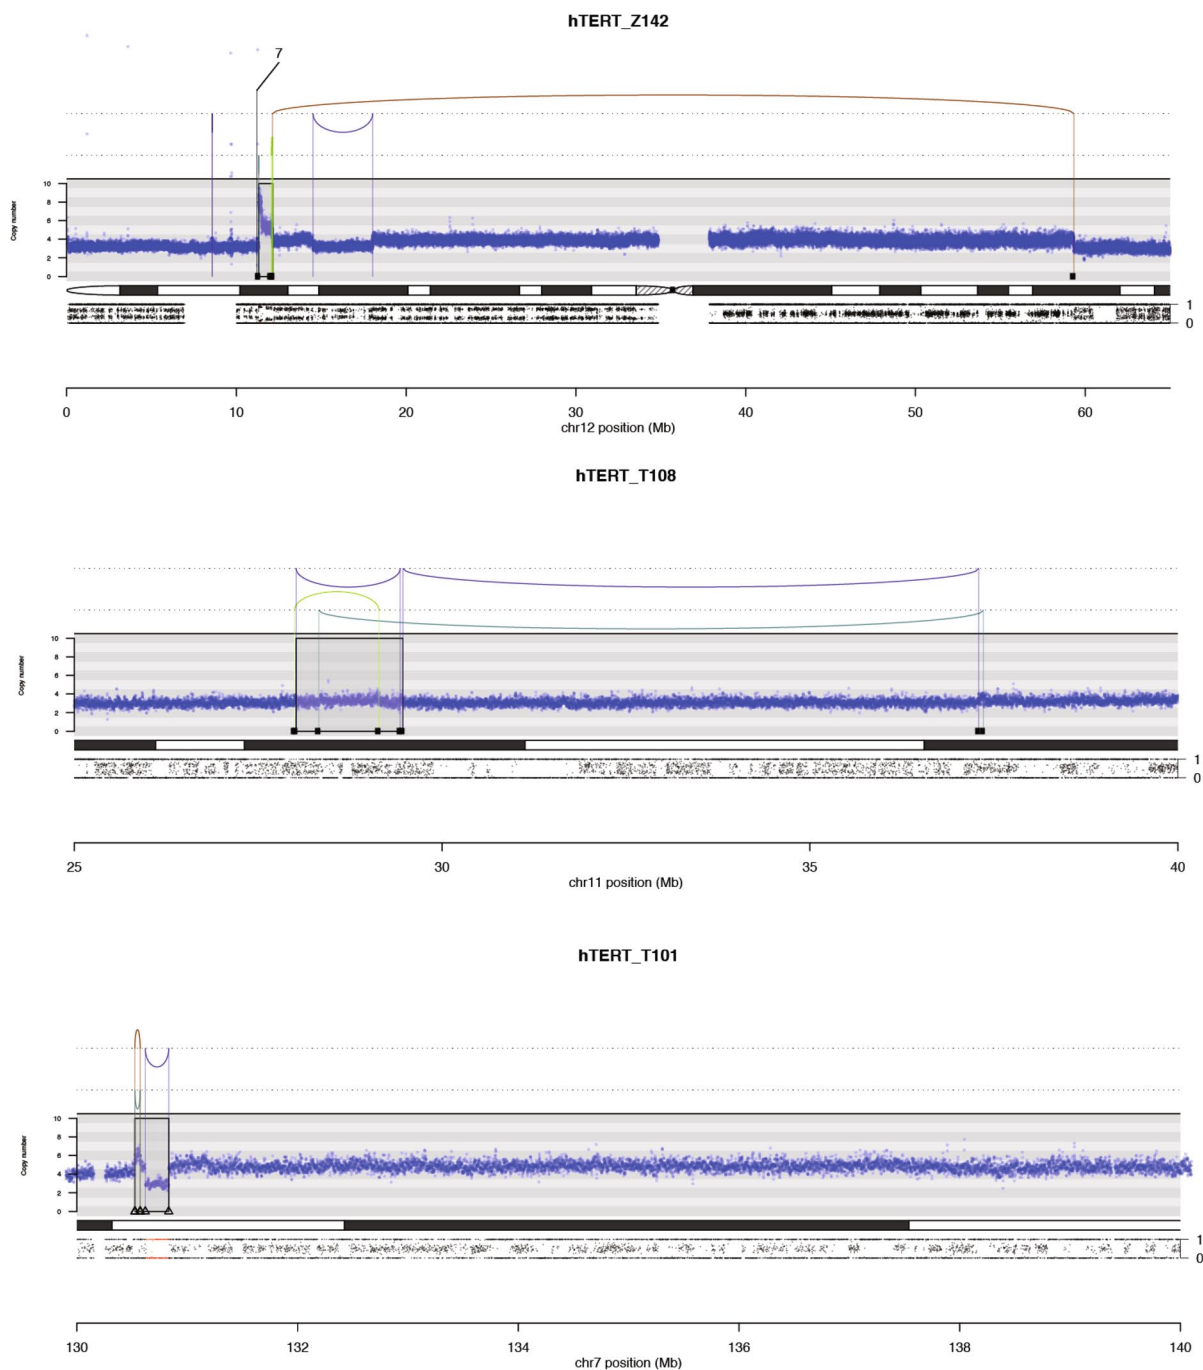 hTERT_Z142
7
10
8
6
4
2
0
Copy number
1
0
0 10 20 30 40 50 60
chr12 position (Mb)
hTERT_T108
10
8
6
4
2
0
Copy number
1
0
25 30 35 40
chr11 position (Mb)
hTERT_T101
10
8
6
4
2
0
Copy number
1
0
130 132 134 136 138 140
chr7 position (Mb)